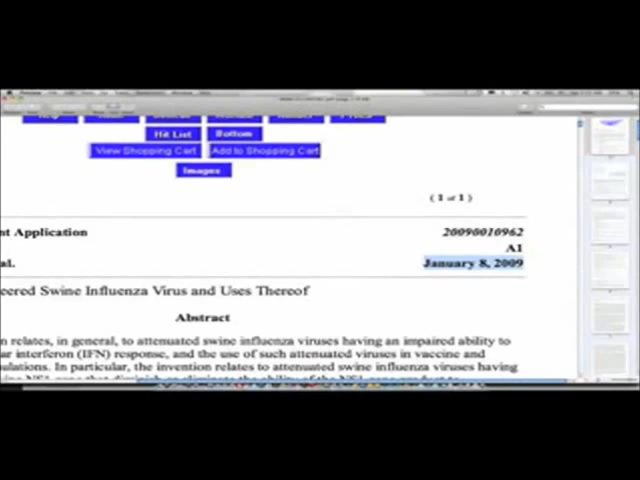 Hit List Bottom
View Shopping Cart Add to Shopping Cart
Images
( 1 of 1 )
nt Application 20090010962
A1
al. January 8, 2009
eered Swine Influenza Virus and Uses Thereof
Abstract
n relates, in general, to attenuated swine influenza viruses having an impaired ability to
ar interferon (IFN) response, and the use of such attenuated viruses in vaccine and
ulations. In particular, the invention relates to attenuated swine influenza viruses having